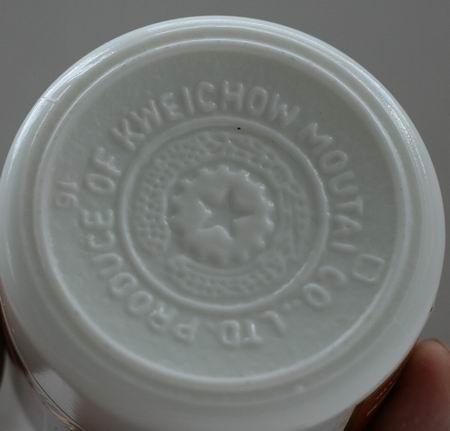 PRODUCE OF KWEICHOW MOUTAI CO., LTD.
16